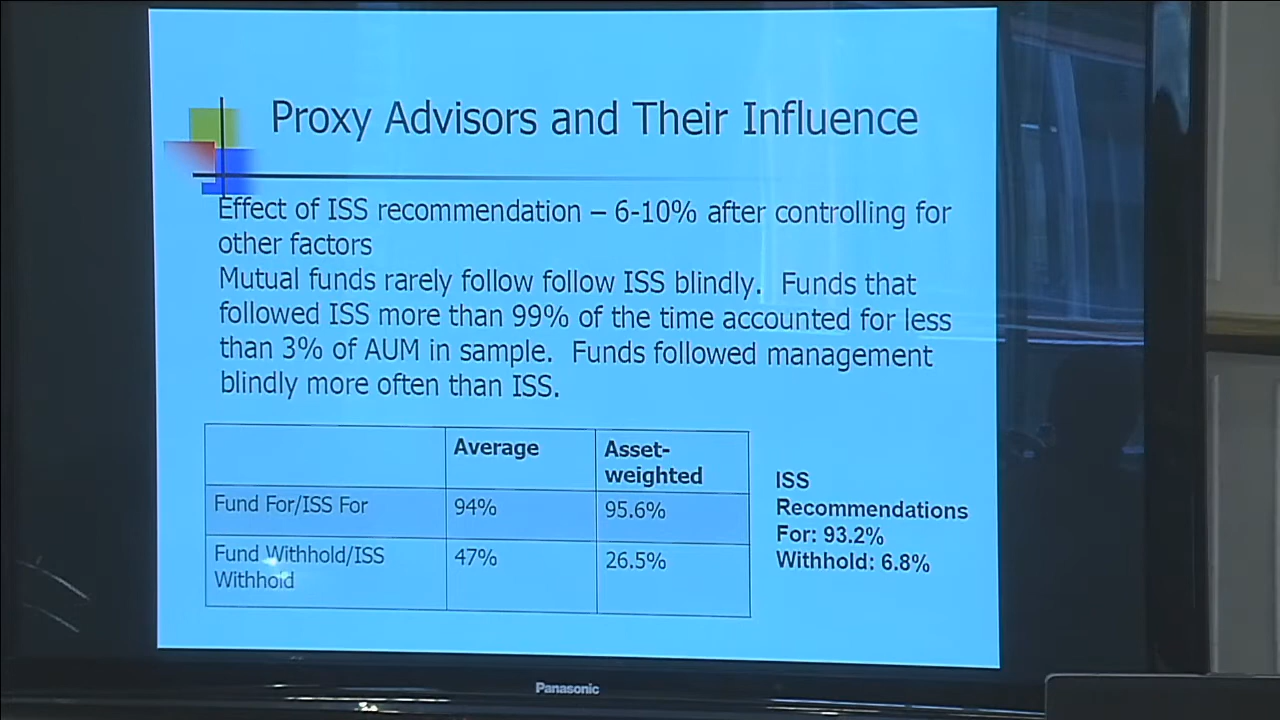 Proxy Advisors and Their Influence
Effect of ISS recommendation – 6-10% after controlling for
other factors
Mutual funds rarely follow follow ISS blindly.  Funds that
followed ISS more than 99% of the time accounted for less
than 3% of AUM in sample.  Funds followed management
blindly more often than ISS.
Average
Asset-
weighted
Fund For/ISS For
94%
95.6%
Fund Withhold/ISS
Withhold
47%
26.5%
ISS
Recommendations
For: 93.2%
Withhold: 6.8%
Panasonic